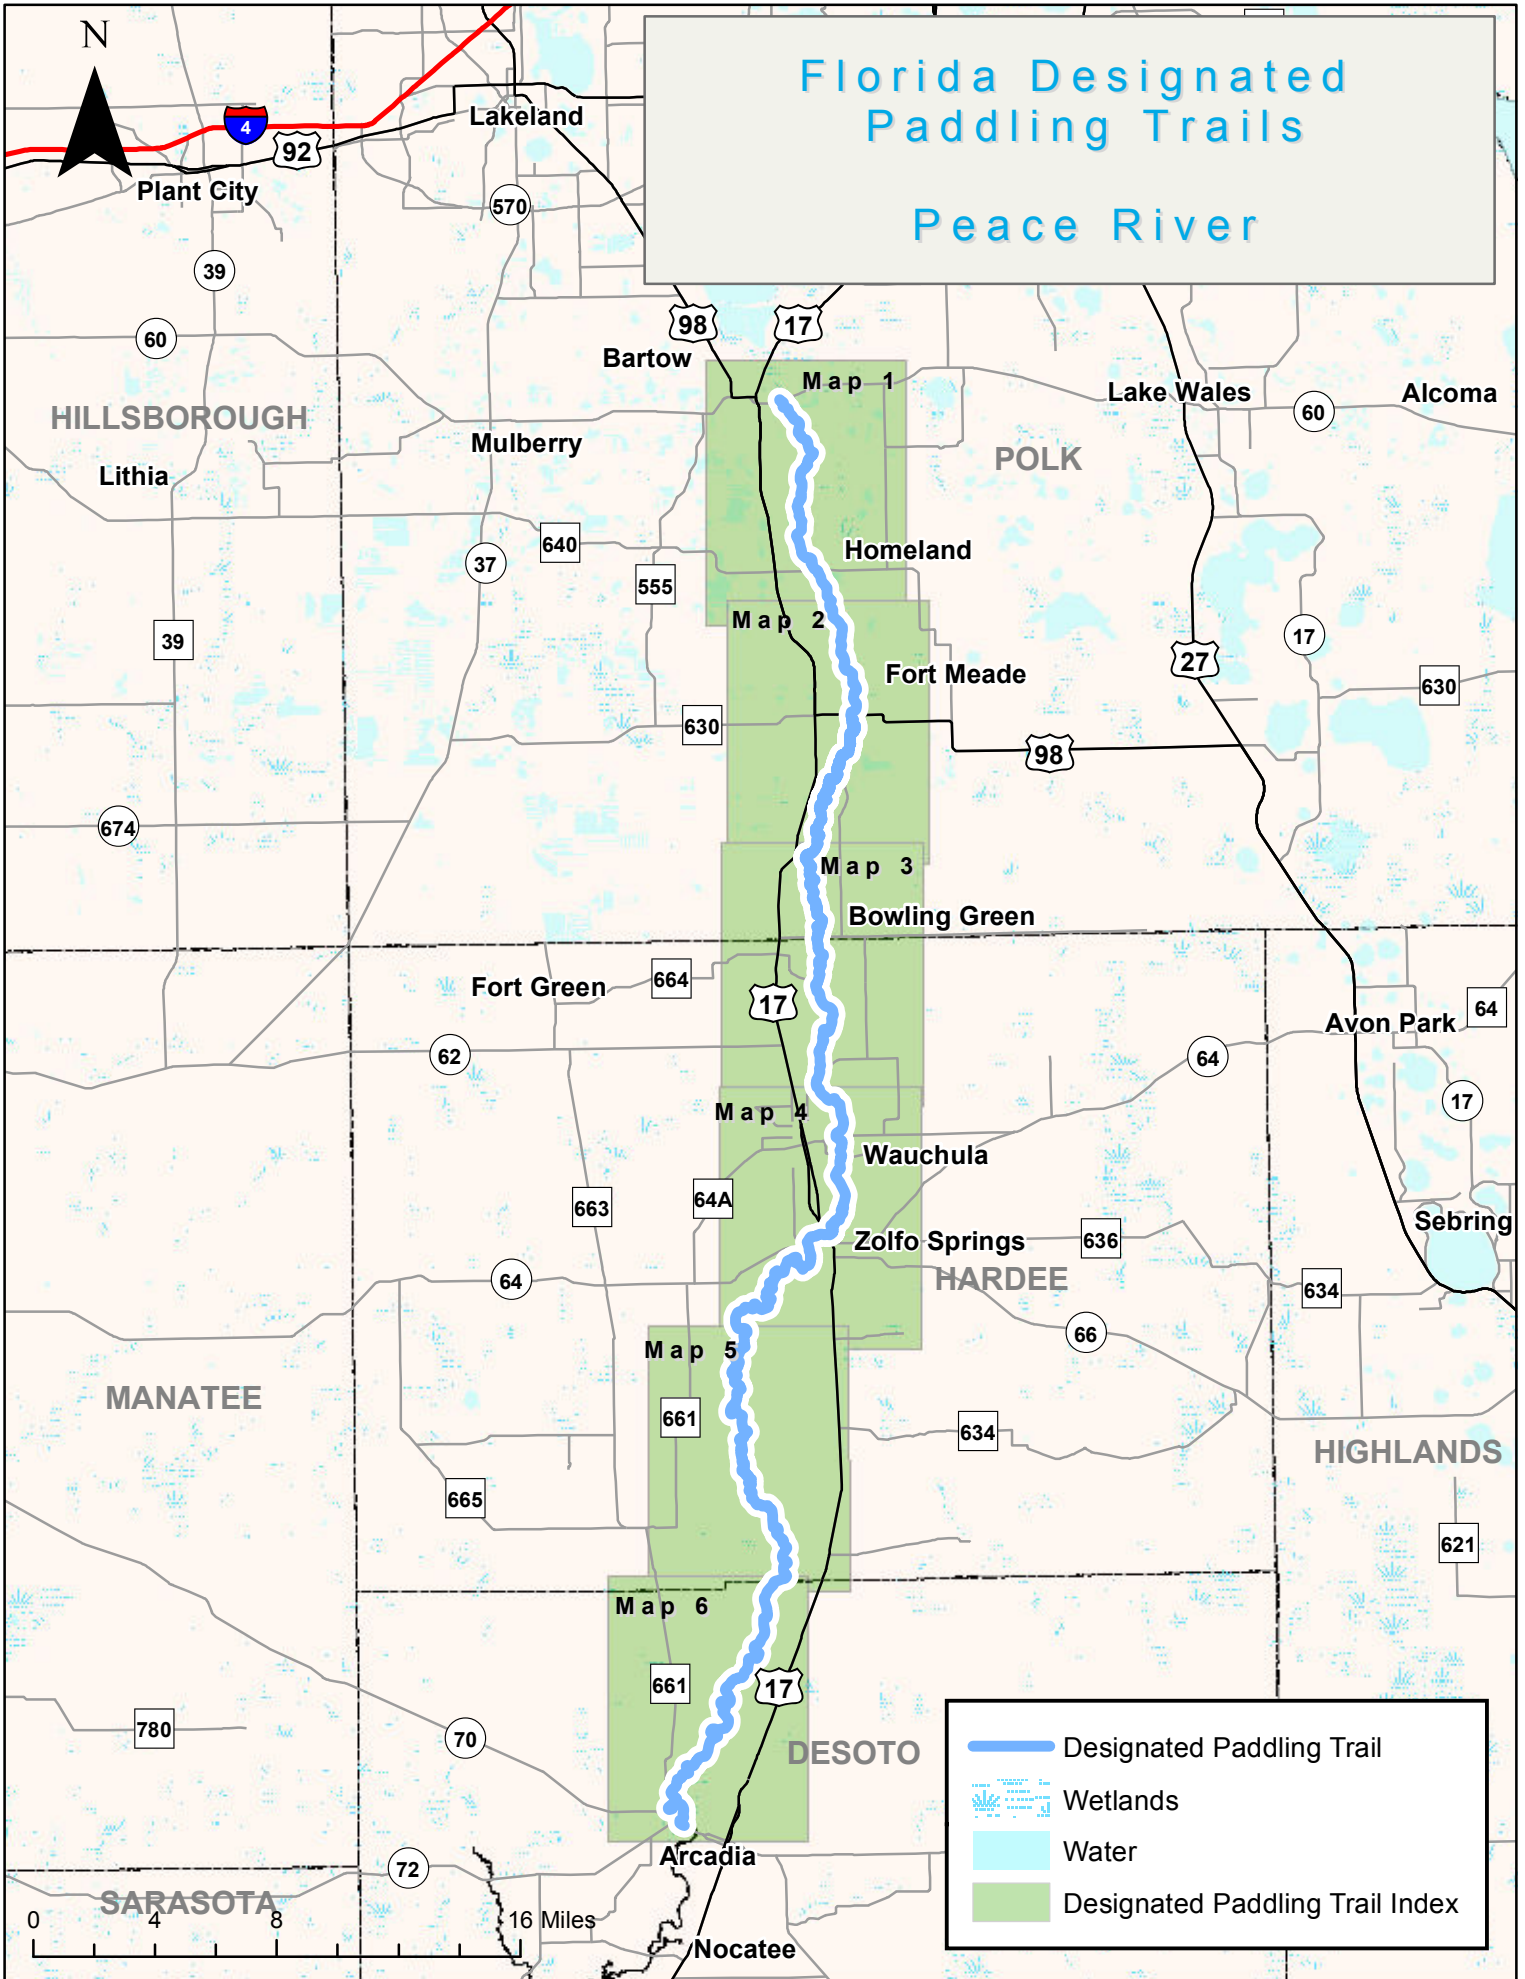 N
Florida Designated
Paddling Trails
Peace River
4
92
Lakeland
Plant City
570
39
60
98
17
Bartow
Map 1
Lake Wales
60
Alcoma
HILLSBOROUGH
Mulberry
POLK
Lithia
640
Homeland
37
555
Map 2
39
17
27
Fort Meade
630
630
98
674
Map 3
Bowling Green
Fort Green
664
17
64
Avon Park
62
64
Map 4
17
Wauchula
663
64A
Sebring
Zolfo Springs
636
HARDEE
64
634
66
Map 5
MANATEE
661
634
HIGHLANDS
665
621
Map 6
661
17
780
70
DESOTO
Designated Paddling Trail
Wetlands
Water
Designated Paddling Trail Index
Arcadia
72
SARASOTA
0 4 8 16 Miles
Nocatee